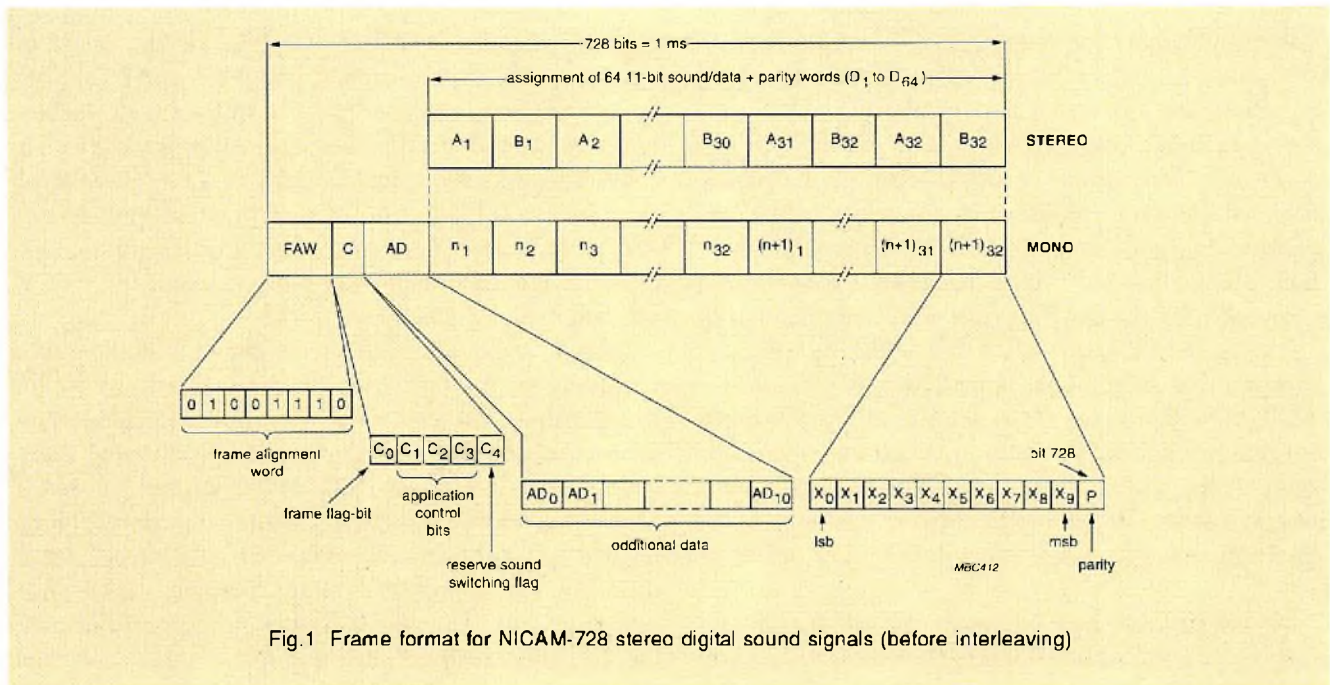 728 bits = 1 ms
assignment of 64 11-bit sound/data + parity words (D1 to D64)
A1 B1 A2 // B30 A31 B32 A32 B32 STEREO
FAW C AD n1 n2 n3 // n32 (n+1)1 // (n+1)31 (n+1)32 MONO
0 1 0 0 1 1 1 0
frame alignment
word
C0 C1 C2 C3 C4
frame flag-bit
application
control
bits
reserve sound
switching flag
AD0 AD1 AD10
odditional data
bit 728
X0 X1 X2 X3 X4 X5 X6 X7 X8 X9 P
lsb
msb
parity
MBC412
Fig.1 Frame format for NICAM-728 stereo digital sound signals (before interleaving)